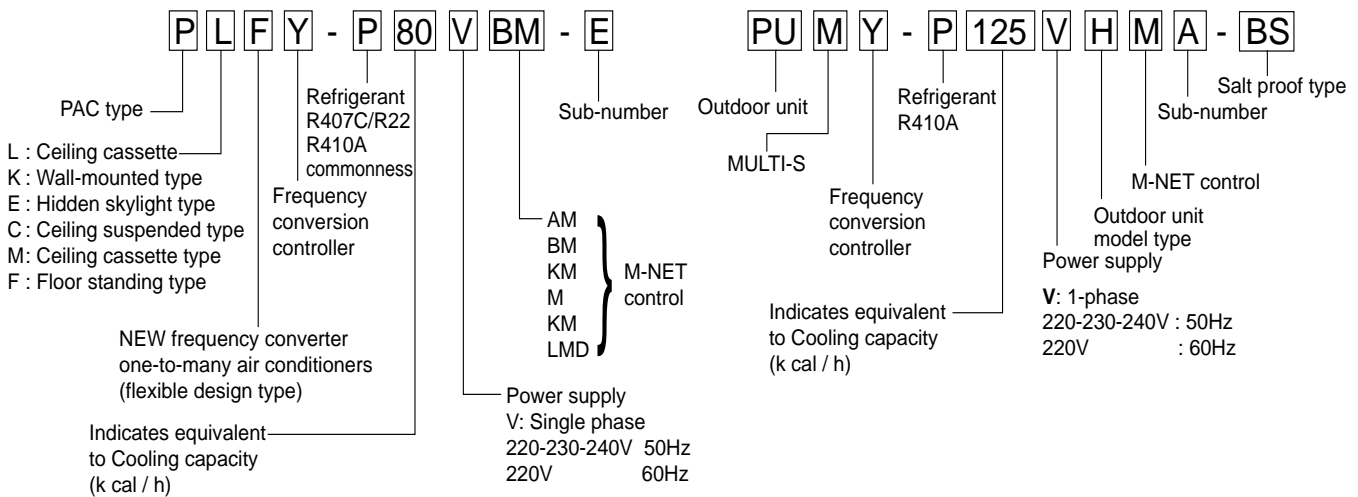 PLFY-P80VBM-E
PAC type
L : Ceiling cassette
K : Wall-mounted type
E : Hidden skylight type
C : Ceiling suspended type
M: Ceiling cassette type
F : Floor standing type
NEW frequency converter
one-to-many air conditioners
(flexible design type)
Indicates equivalent
to Cooling capacity
(k cal / h)
Refrigerant
R407C/R22
R410A
commonness
Frequency
conversion
controller
Sub-number
AM
BM
KM
M
KM
LMD
M-NET
control
Power supply
V: Single phase
220-230-240V 50Hz
220V 60Hz
PUMY-P125VHMA-BS
Outdoor unit
MULTI-S
Frequency
conversion
controller
Refrigerant
R410A
Indicates equivalent
to Cooling capacity
(k cal / h)
Salt proof type
Sub-number
M-NET control
Outdoor unit
model type
Power supply
V: 1-phase
220-230-240V : 50Hz
220V : 60Hz